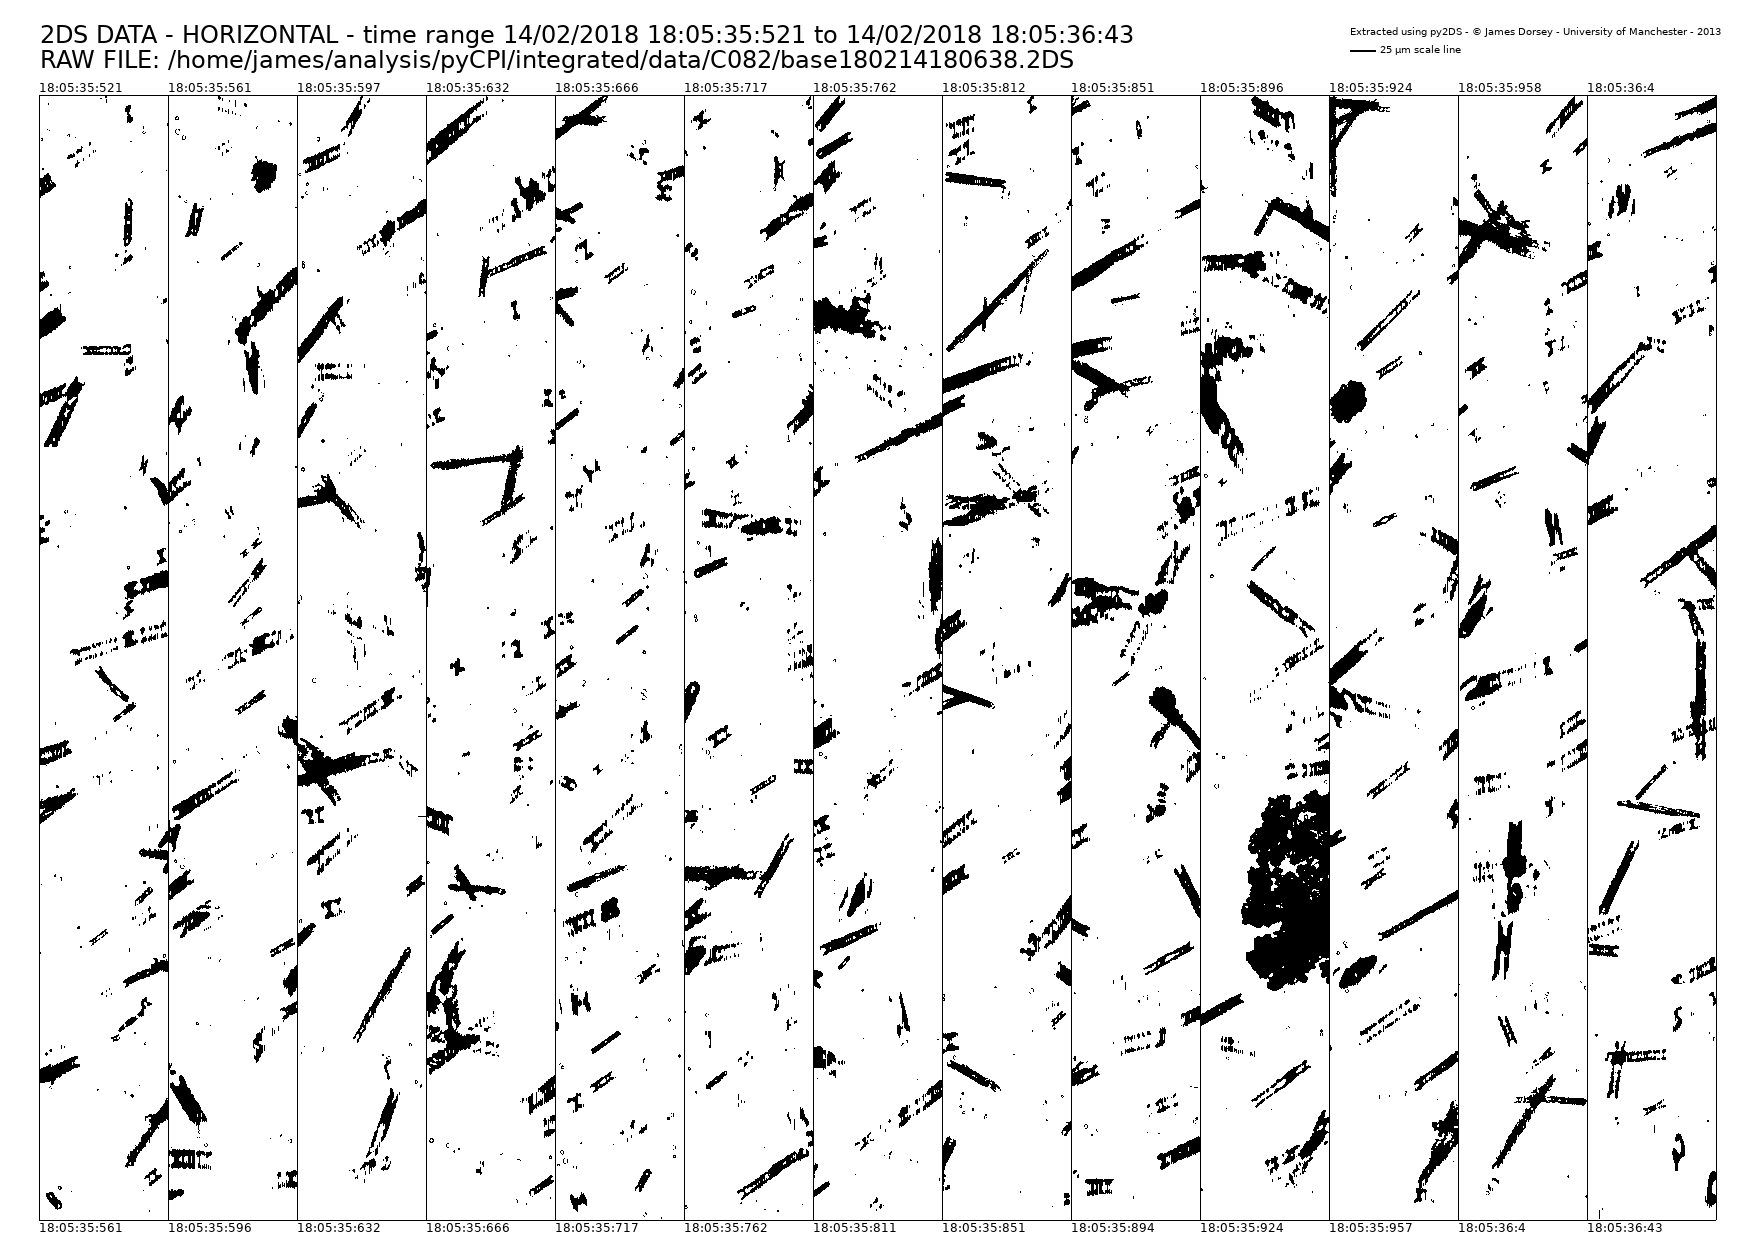 2DS DATA - HORIZONTAL - time range 14/02/2018 18:05:35:521 to 14/02/2018 18:05:36:43
RAW FILE: /home/james/analysis/pyCPI/integrated/data/C082/base180214180638.2DS
Extracted using py2DS - © James Dorsey - University of Manchester - 2013
25 μm scale line
18:05:35:521 18:05:35:561 18:05:35:597 18:05:35:632 18:05:35:666 18:05:35:717 18:05:35:762 18:05:35:812 18:05:35:851 18:05:35:896 18:05:35:924 18:05:35:958 18:05:36:4
18:05:35:561 18:05:35:596 18:05:35:632 18:05:35:666 18:05:35:717 18:05:35:762 18:05:35:811 18:05:35:851 18:05:35:894 18:05:35:924 18:05:35:957 18:05:36:4 18:05:36:43